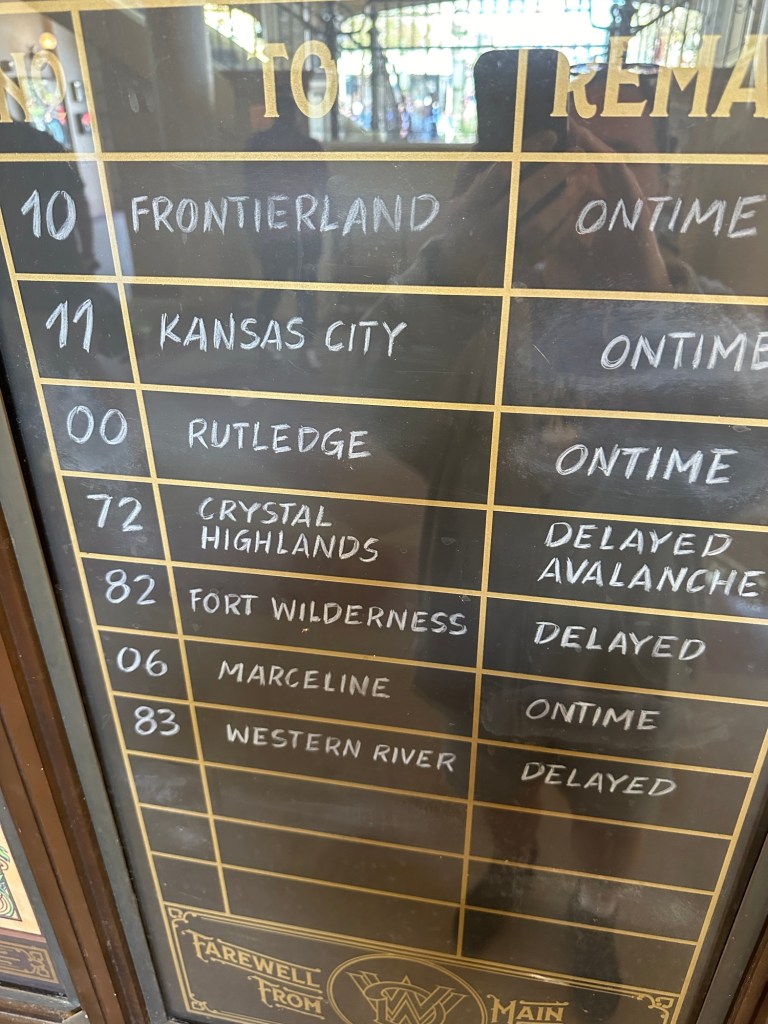 NO TO REMA
10 FRONTIERLAND ONTIME
11 KANSAS CITY ONTIME
00 RUTLEDGE ONTIME
72 CRYSTAL DELAYED
HIGHLANDS AVALANCHE
82 FORT WILDERNESS DELAYED
06 MARCELINE ONTIME
83 WESTERN RIVER DELAYED
FAREWELL
FROM MAIN